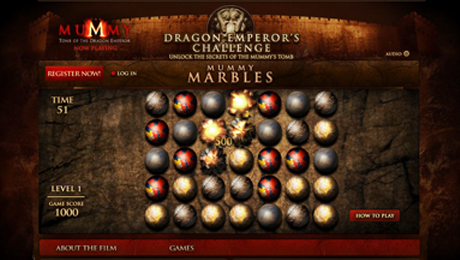 THE MUMMY
TOMB OF THE DRAGON EMPEROR
NOW PLAYING
DRAGON EMPEROR'S
CHALLENGE
UNLOCK THE SECRETS OF THE MUMMY'S TOMB
AUDIO
REGISTER NOW!
LOG IN
MUMMY
MARBLES
TIME
51
500
LEVEL 1
GAME SCORE
1000
HOW TO PLAY
ABOUT THE FILM
GAMES